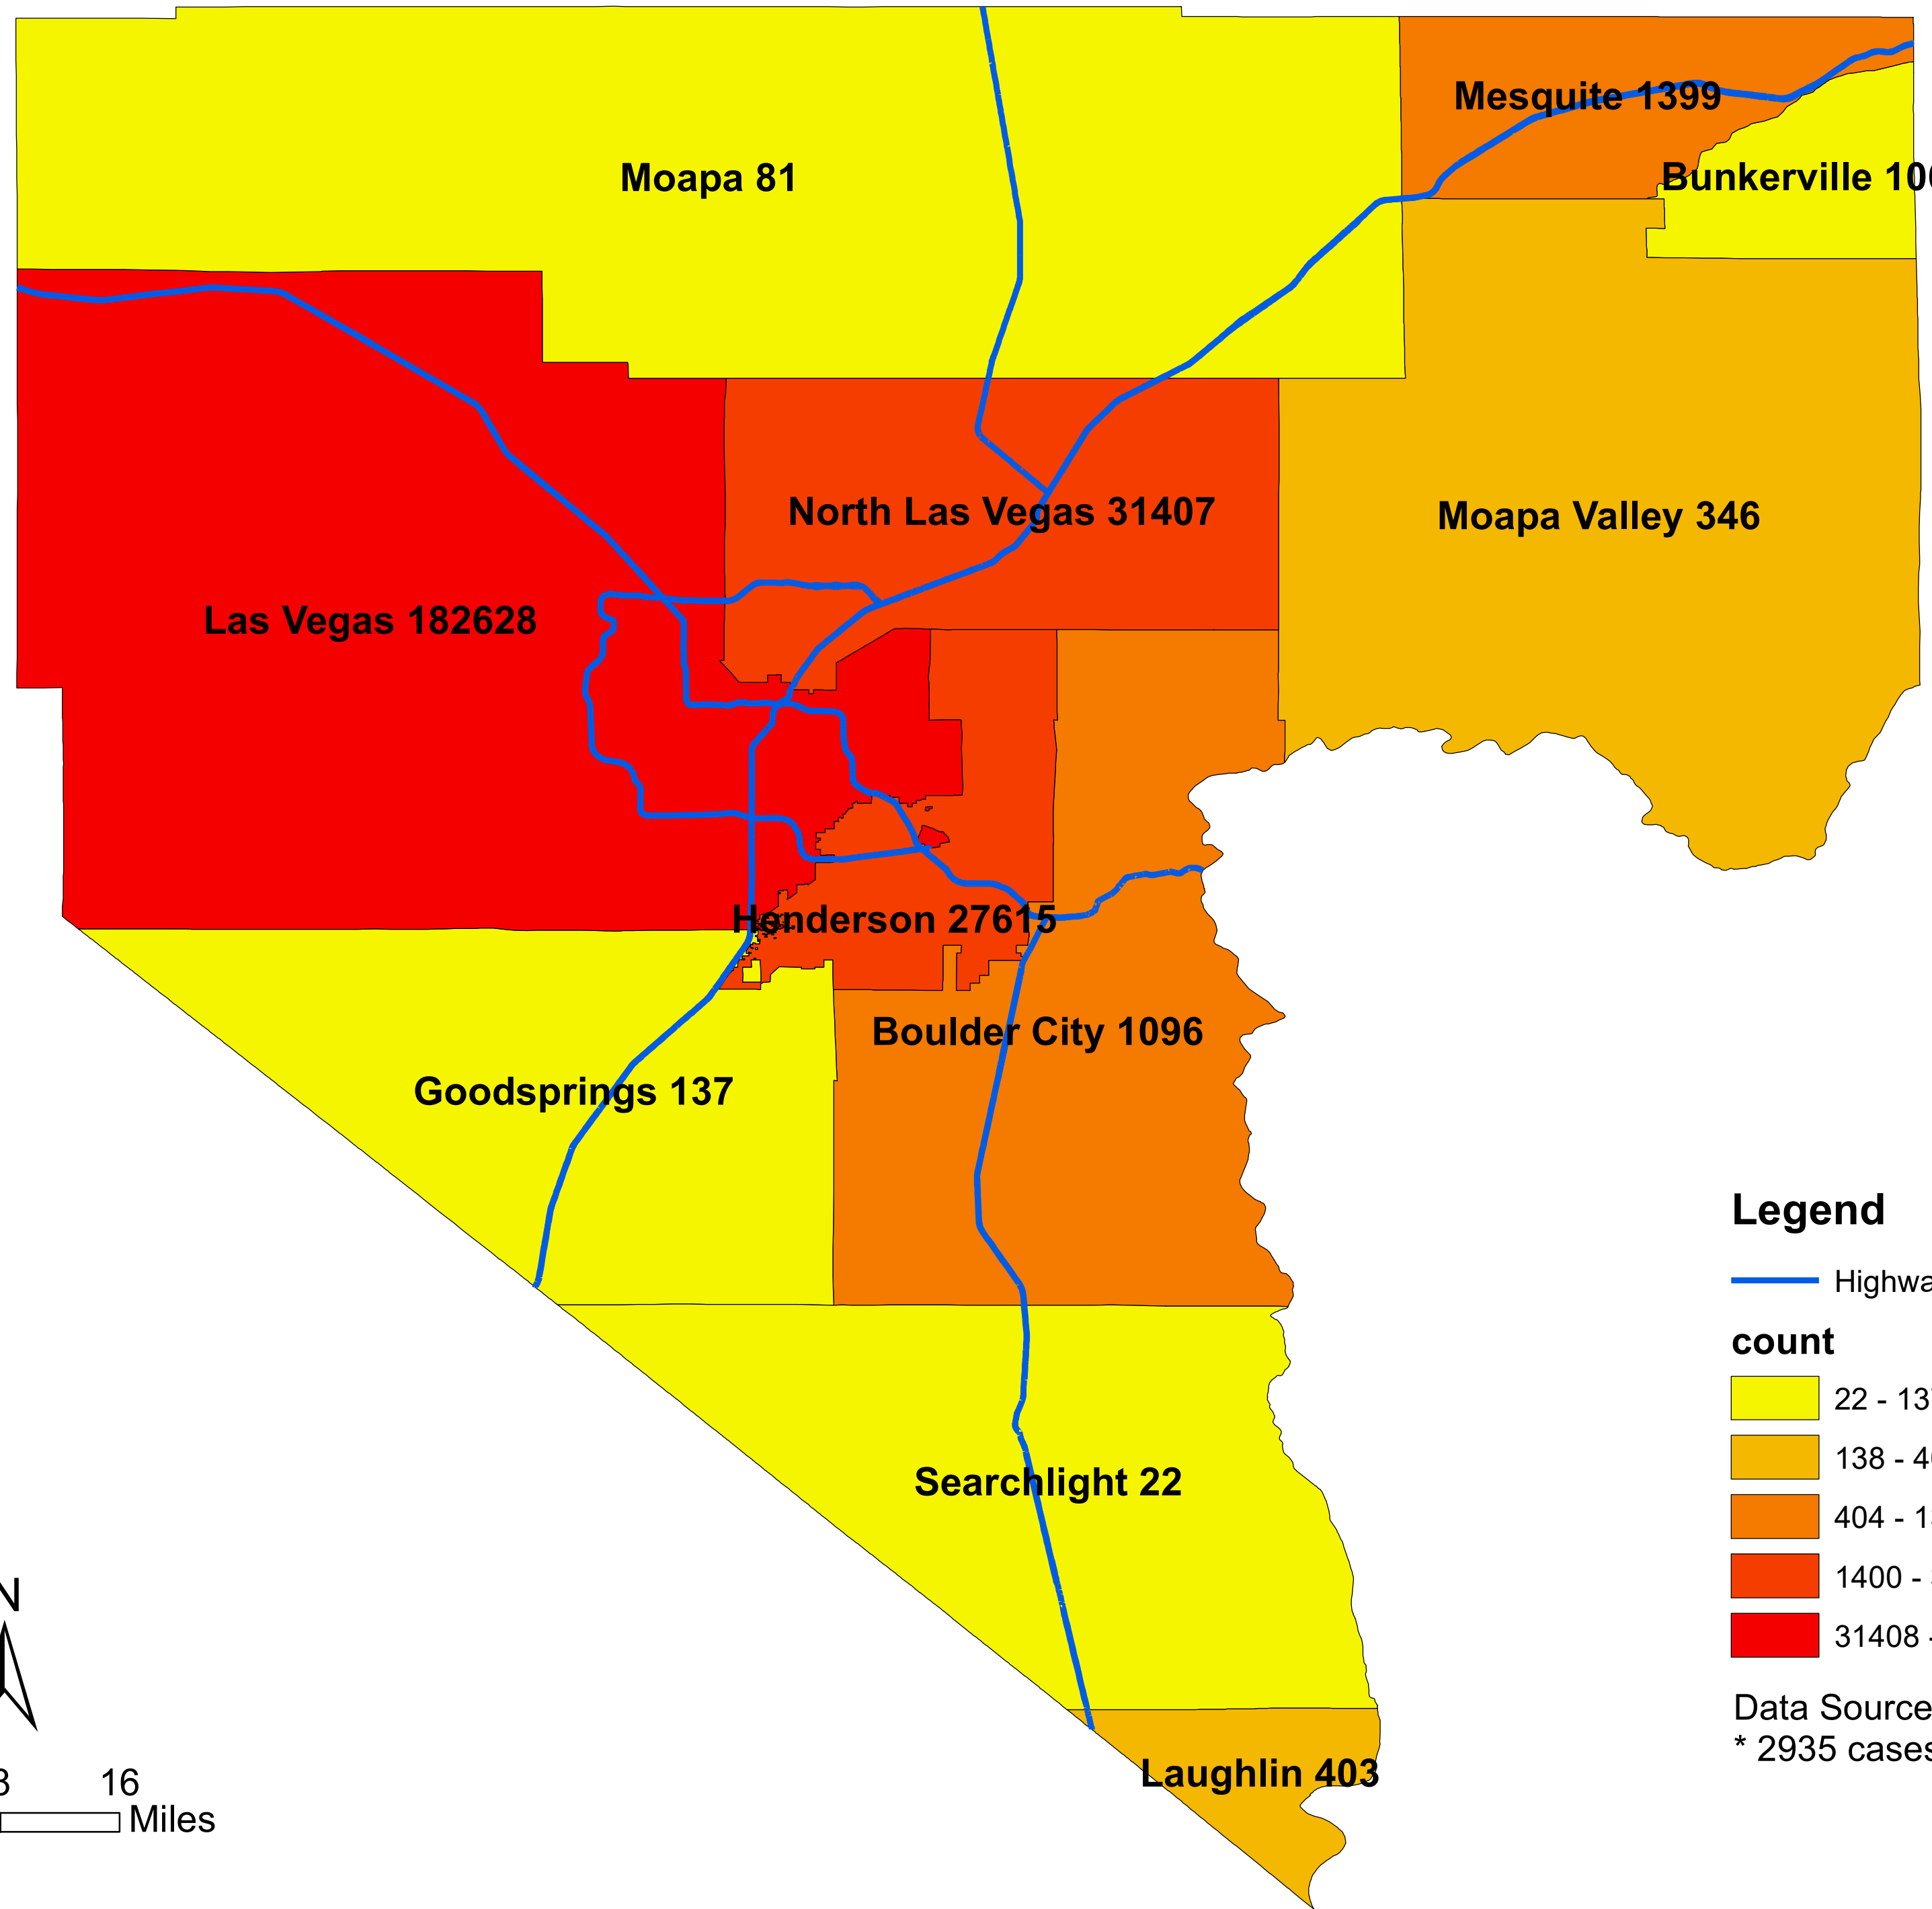 Mesquite 1399
Moapa 81
Bunkerville
North Las Vegas 31407
Moapa Valley 346
Las Vegas 182628
Henderson 27615
Boulder City 1096
Goodsprings 137
Searchlight 22
Laughlin 403
Legend
count
22 -
138 -
404 -
1400 -
31408 -
Data Source
* 2935 cases
N
16
Miles